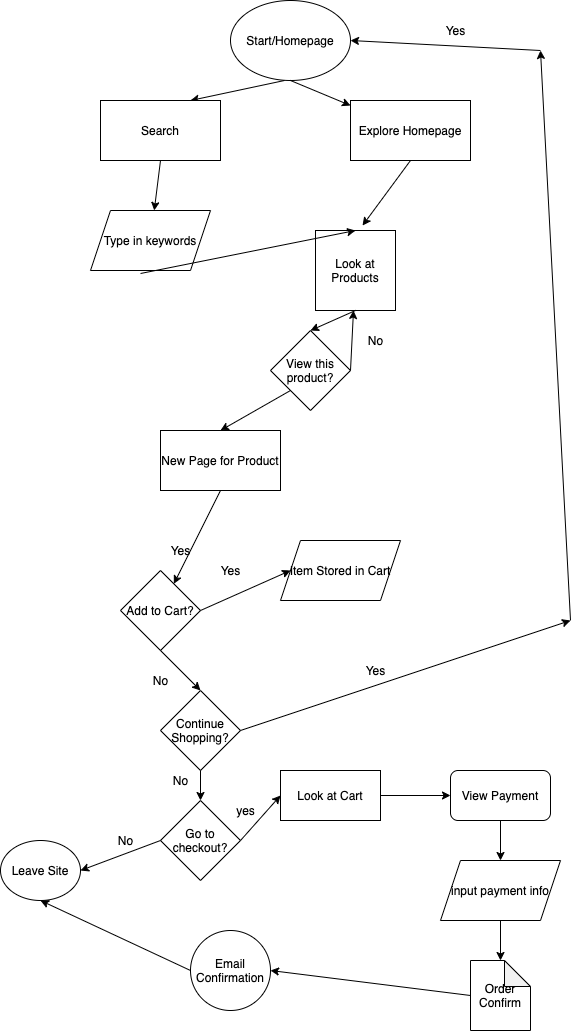 Yes
Start/Homepage
Search
Explore Homepage
Type in keywords
Look at
Products
No
View this
product?
New Page for Product
Yes
Yes
Item Stored in Cart
Add to Cart?
No
Yes
Continue
Shopping?
No
Look at Cart
View Payment
yes
Go to
checkout?
No
Leave Site
Input payment info
Email
Confirmation
Order
Confirm